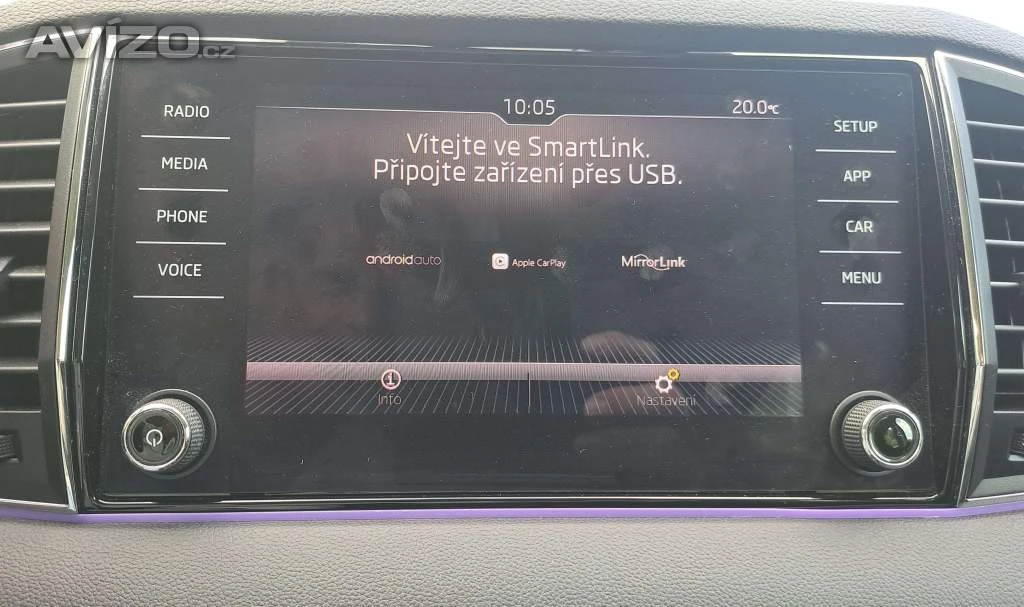 AVÍZO.cz
RADIO
MEDIA
PHONE
VOICE
10:05
20.0°C
Vítejte ve SmartLink.
Připojte zařízení přes USB.
androidauto
Apple CarPlay
MirrorLink
Info
Nastavení
SETUP
APP
CAR
MENU